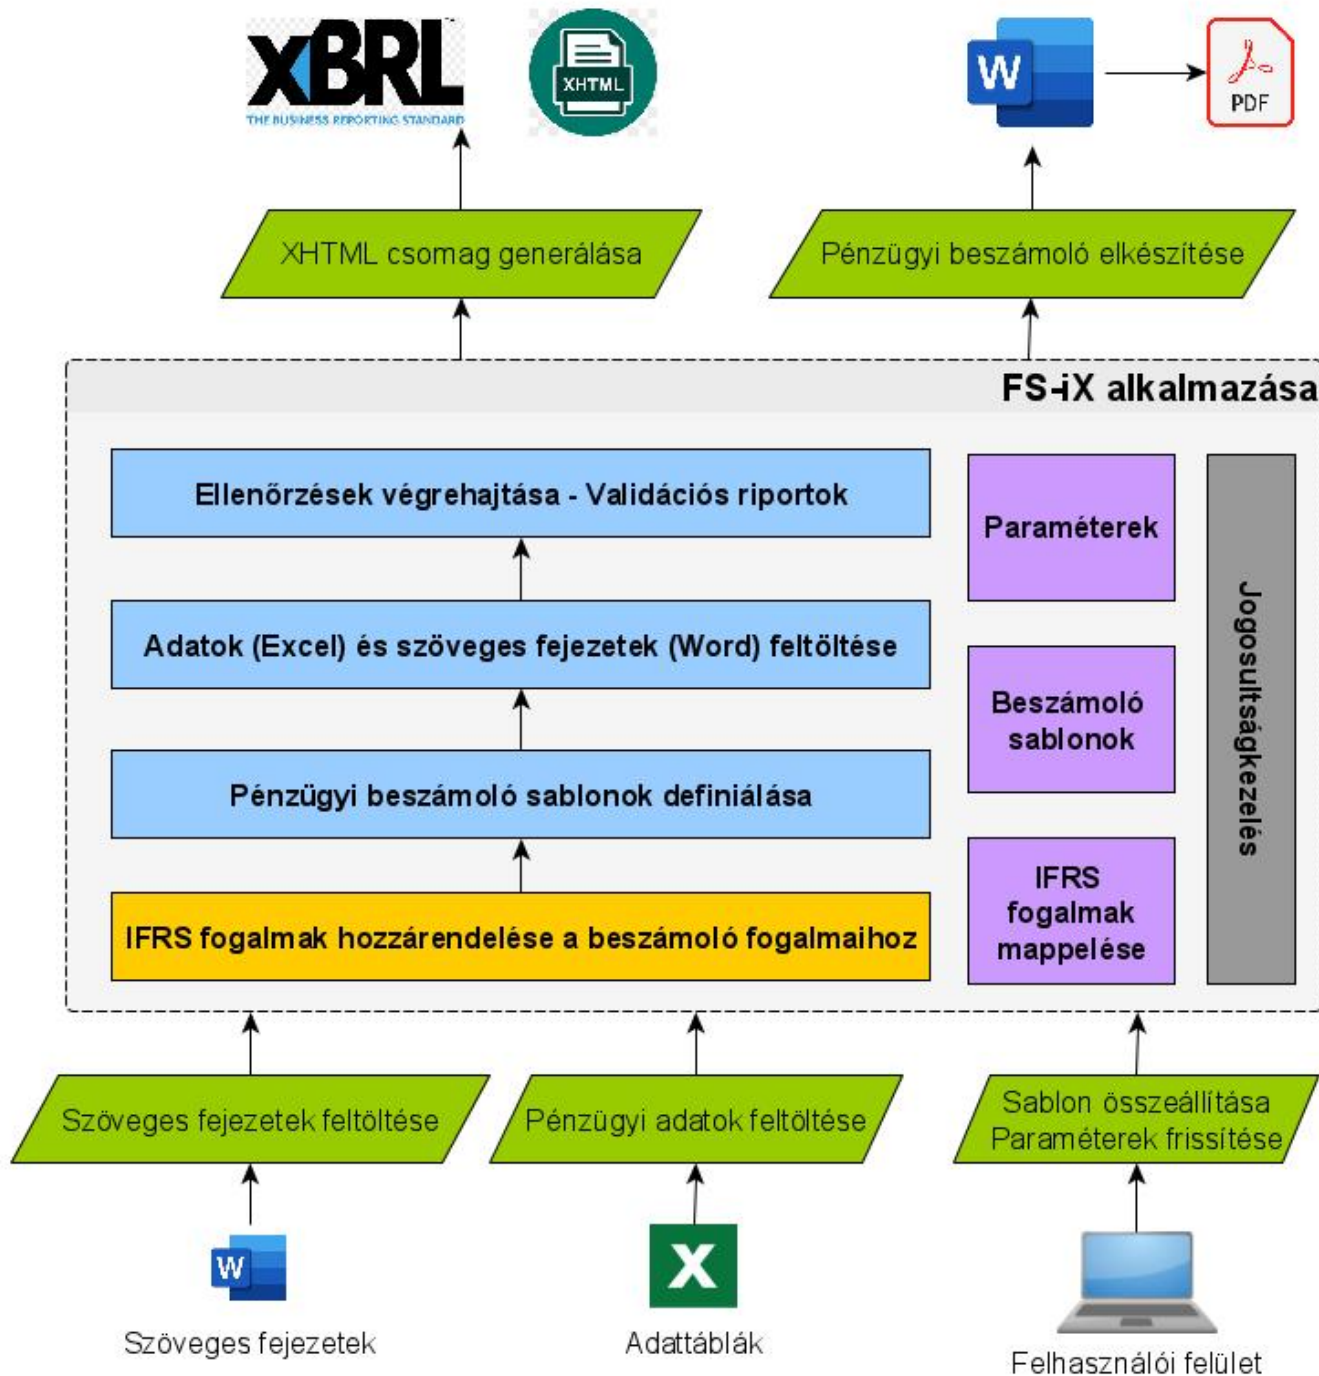 xBRL
THE BUSINESS REPORTING STANDARD
XHTML
W
PDF
XHTML csomag generálása
Pénzügyi beszámoló elkészítése
FS-iX alkalmazása
Ellenőrzések végrehajtása - Validációs riportok
Adatok (Excel) és szöveges fejezetek (Word) feltöltése
Pénzügyi beszámoló sablonok definiálása
IFRS fogalmak hozzárendelése a beszámoló fogalmaihoz
Paraméterek
Beszámoló
sablonok
IFRS
fogalmak
mappelése
Jogosultságkezelés
Szöveges fejezetek feltöltése
Pénzügyi adatok feltöltése
Sablon összeállítása
Paraméterek frissítése
W
X
Szöveges fejezetek
Adattáblák
Felhasználói felület